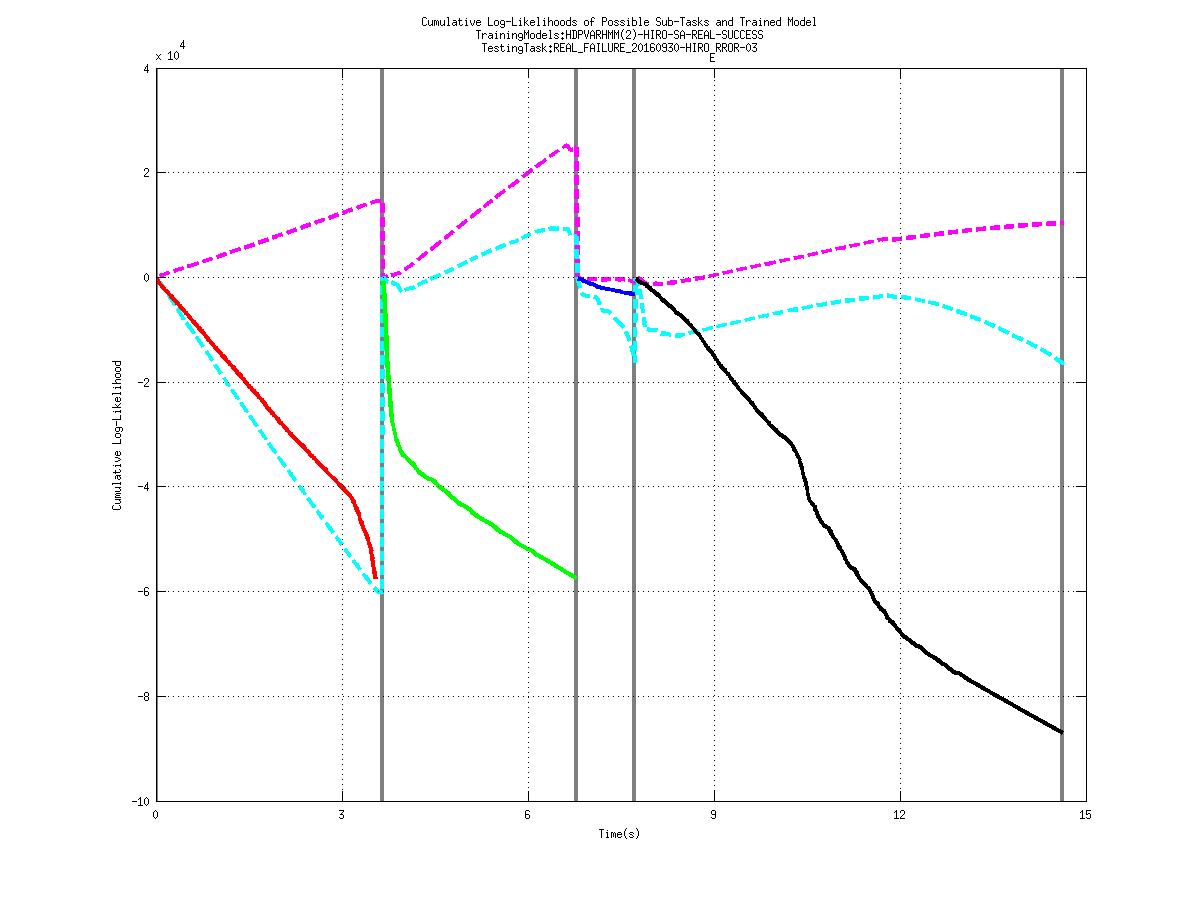 Cumulative Log-Likelihoods of Possible Sub-Tasks and Trained Model
TrainingModels:HDPVARHMM(2)-HIRO-SA-REAL-SUCCESS
TestingTask:REAL_FAILURE_20160930-HIRO_RROR-03
E
x 10 4
4
2
0
-2
-4
-6
-8
-10
Cumulative Log-Likelihood
0 3 6 9 12 15
Time(s)